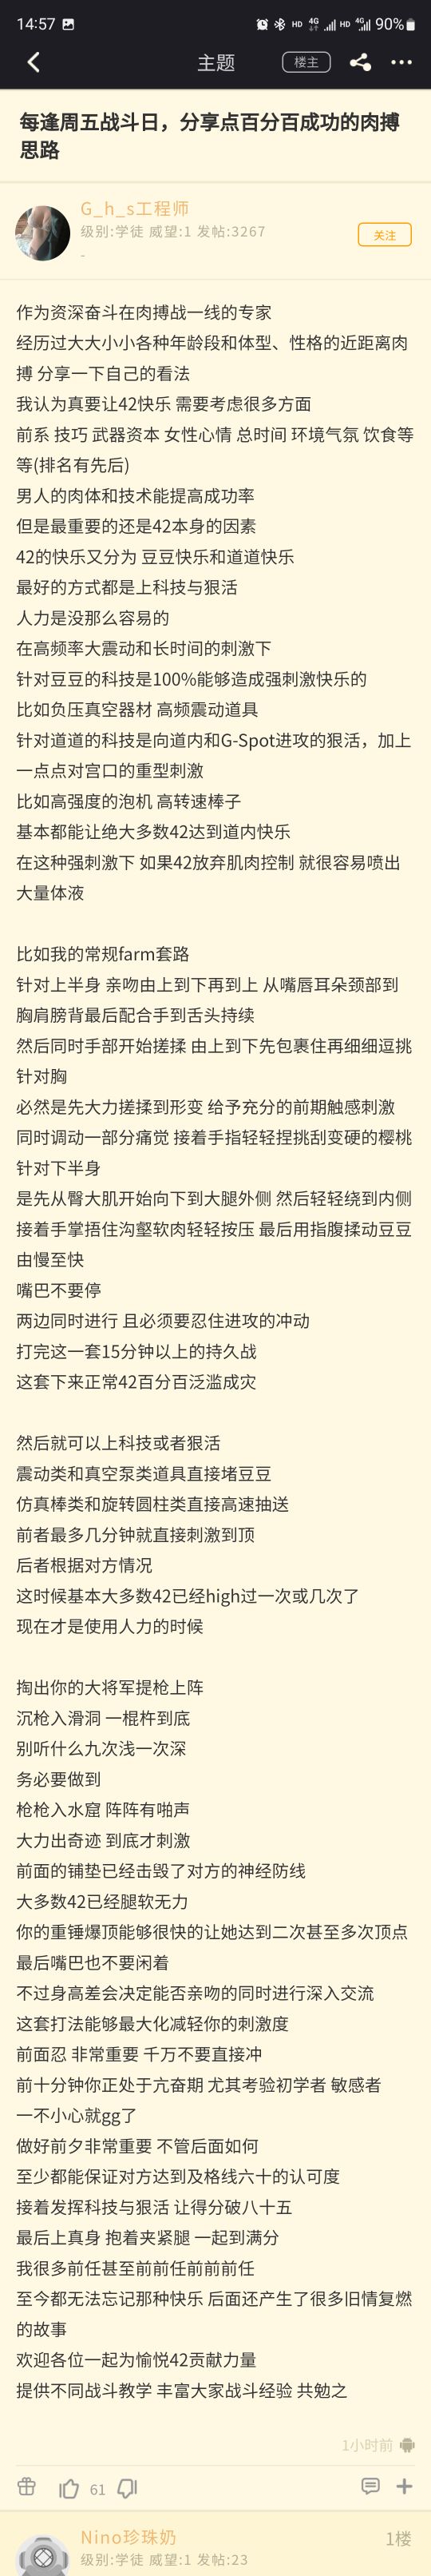 14:57
HD 4G HD 4G 90%
主题
楼主
每逢周五战斗日，分享点百分百成功的肉搏
思路
G_h_s工程师
级别:学徒 威望:1 发帖:3267
-
关注
作为资深奋斗在肉搏战一线的专家
经历过大大小小各种年龄段和体型、性格的近距离肉
搏 分享一下自己的看法
我认为真要让42快乐 需要考虑很多方面
前系 技巧 武器资本 女性心情 总时间 环境气氛 饮食等
等(排名有先后)
男人的肉体和技术能提高成功率
但是最重要的还是42本身的因素
42的快乐又分为 豆豆快乐和道道快乐
最好的方式都是上科技与狠活
人力是没那么容易的
在高频率大震动和长时间的刺激下
针对豆豆的科技是100%能够造成强刺激快乐的
比如负压真空器材 高频震动道具
针对道道的科技是向道内和G-Spot进攻的狠活，加上
一点点对宫口的重型刺激
比如高强度的泡机 高转速棒子
基本都能让绝大多数42达到道内快乐
在这种强刺激下 如果42放弃肌肉控制 就很容易喷出
大量体液
比如我的常规farm套路
针对上半身 亲吻由上到下再到上 从嘴唇耳朵颈部到
胸肩膀背最后配合手到舌头持续
然后同时手部开始搓揉 由上到下先包裹住再细细逗挑
针对胸
必然是先大力搓揉到形变 给予充分的前期触感刺激
同时调动一部分痛觉 接着手指轻轻捏挑刮变硬的樱桃
针对下半身
是先从臀大肌开始向下到大腿外侧 然后轻轻绕到内侧
接着手掌捂住沟壑软肉轻轻按压 最后用指腹揉动豆豆
由慢至快
嘴巴不要停
两边同时进行 且必须要忍住进攻的冲动
打完这一套15分钟以上的持久战
这套下来正常42百分百泛滥成灾
然后就可以上科技或者狠活
震动类和真空泵类道具直接堵豆豆
仿真棒类和旋转圆柱类直接高速抽送
前者最多几分钟就直接刺激到顶
后者根据对方情况
这时候基本大多数42已经high过一次或几次了
现在才是使用人力的时候
掏出你的大将军提枪上阵
沉枪入滑洞 一棍杵到底
别听什么九次浅一次深
务必要做到
枪枪入水窟 阵阵有啪声
大力出奇迹 到底才刺激
前面的铺垫已经击毁了对方的神经防线
大多数42已经腿软无力
你的重锤爆顶能够很快的让她达到二次甚至多次顶点
最后嘴巴也不要闲着
不过身高差会决定能否亲吻的同时进行深入交流
这套打法能够最大化减轻你的刺激度
前面忍 非常重要 千万不要直接冲
前十分钟你正处于亢奋期 尤其考验初学者 敏感者
一不小心就gg了
做好前夕非常重要 不管后面如何
至少都能保证对方达到及格线六十的认可度
接着发挥科技与狠活 让得分破八十五
最后上真身 抱着夹紧腿 一起到满分
我很多前任甚至前前任前前前任
至今都无法忘记那种快乐 后面还产生了很多旧情复燃
的故事
欢迎各位一起为愉悦42贡献力量
提供不同战斗教学 丰富大家战斗经验 共勉之
1小时前
61
Nino珍珠奶
1楼
级别:学徒 威望:1 发帖:23